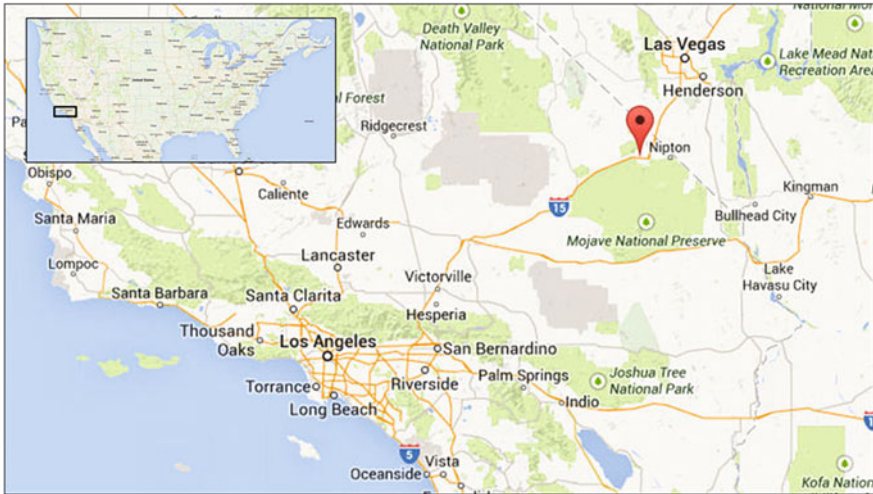 Death Valley
National Park
Las Vegas
Lake Mead Nat
Recreation Area
Henderson
al Forest
Ridgecrest
Nipton
Obispo
Caliente
Kingman
Santa Maria
Edwards
15
Bullhead City
Mojave National Preserve
Lompoc
Lancaster
Victorville
Lake
Havasu City
Santa Barbara
Santa Clarita
Hesperia
Thousand
Oaks
Los Angeles
San Bernardino
Joshua Tree
National Park
Torrance
Riverside
Palm Springs
Long Beach
Indio
5
Vista
Oceanside
Kofa Nation
United States